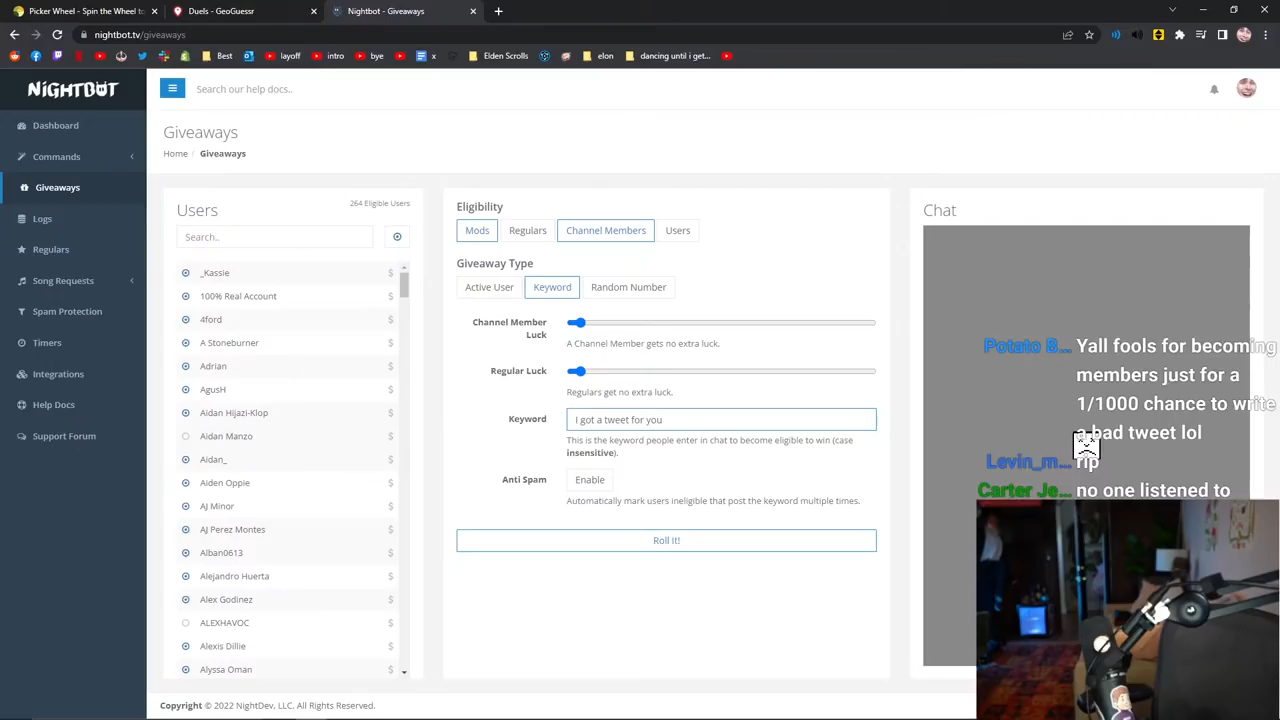 Picker Wheel - Spin the Wheel to
Duels - GeoGuessr
Nightbot - Giveaways
nightbot.tv/giveaways
Best
layoff
intro
bye
x
Elden Scrolls
elon
dancing until i get...
NIGHTBOT
Search our help docs..
Dashboard
Commands
Giveaways
Logs
Regulars
Song Requests
Spam Protection
Timers
Integrations
Help Docs
Support Forum
Giveaways
Home / Giveaways
Users
264 Eligible Users
Search..
_Kassie $
100% Real Account $
4ford $
A Stoneburner $
Adrian $
AgusH $
Aidan Hijazi-Klop $
Aidan Manzo $
Aidan_ $
Aiden Oppie $
AJ Minor $
AJ Perez Montes $
Alban0613 $
Alejandro Huerta $
Alex Godinez $
ALEXHAVOC $
Alexis Dillie $
Alyssa Oman $
Eligibility
Mods Regulars Channel Members Users
Giveaway Type
Active User Keyword Random Number
Channel Member
Luck
A Channel Member gets no extra luck.
Regular Luck
Regulars get no extra luck.
Keyword
I got a tweet for you
This is the keyword people enter in chat to become eligible to win (case
insensitive).
Anti Spam
Enable
Automatically mark users ineligible that post the keyword multiple times.
Roll It!
Chat
Potato B... Yall fools for becoming
members just for a
1/1000 chance to write
a bad tweet lol
Levin_m... rip
Carter Je... no one listened to
Copyright © 2022 NightDev, LLC. All Rights Reserved.